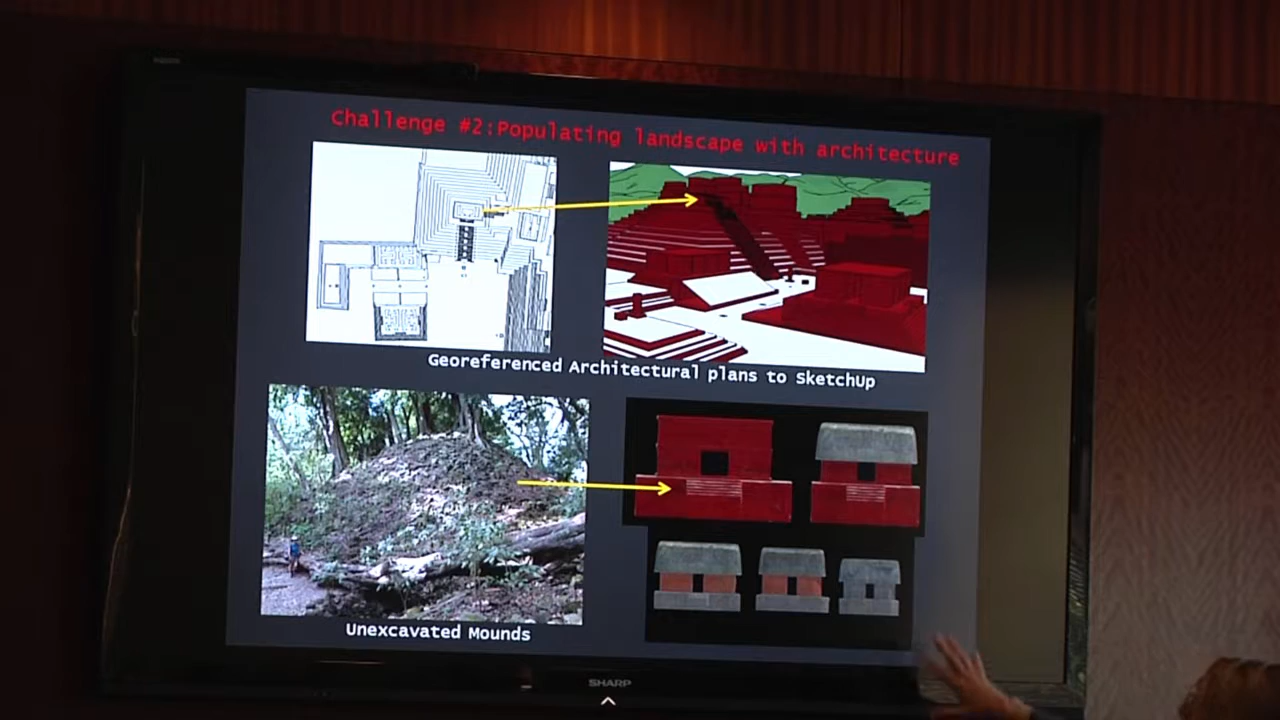 Challenge #2:Populating landscape with architecture
Georeferenced Architectural plans to SketchUp
Unexcavated Mounds
SHARP